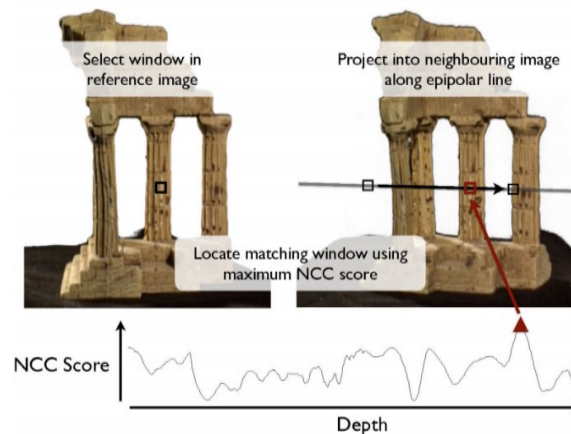 Select window in
reference image
Project into neighbouring image
along epipolar line
Locate matching window using
maximum NCC score
NCC Score
Depth